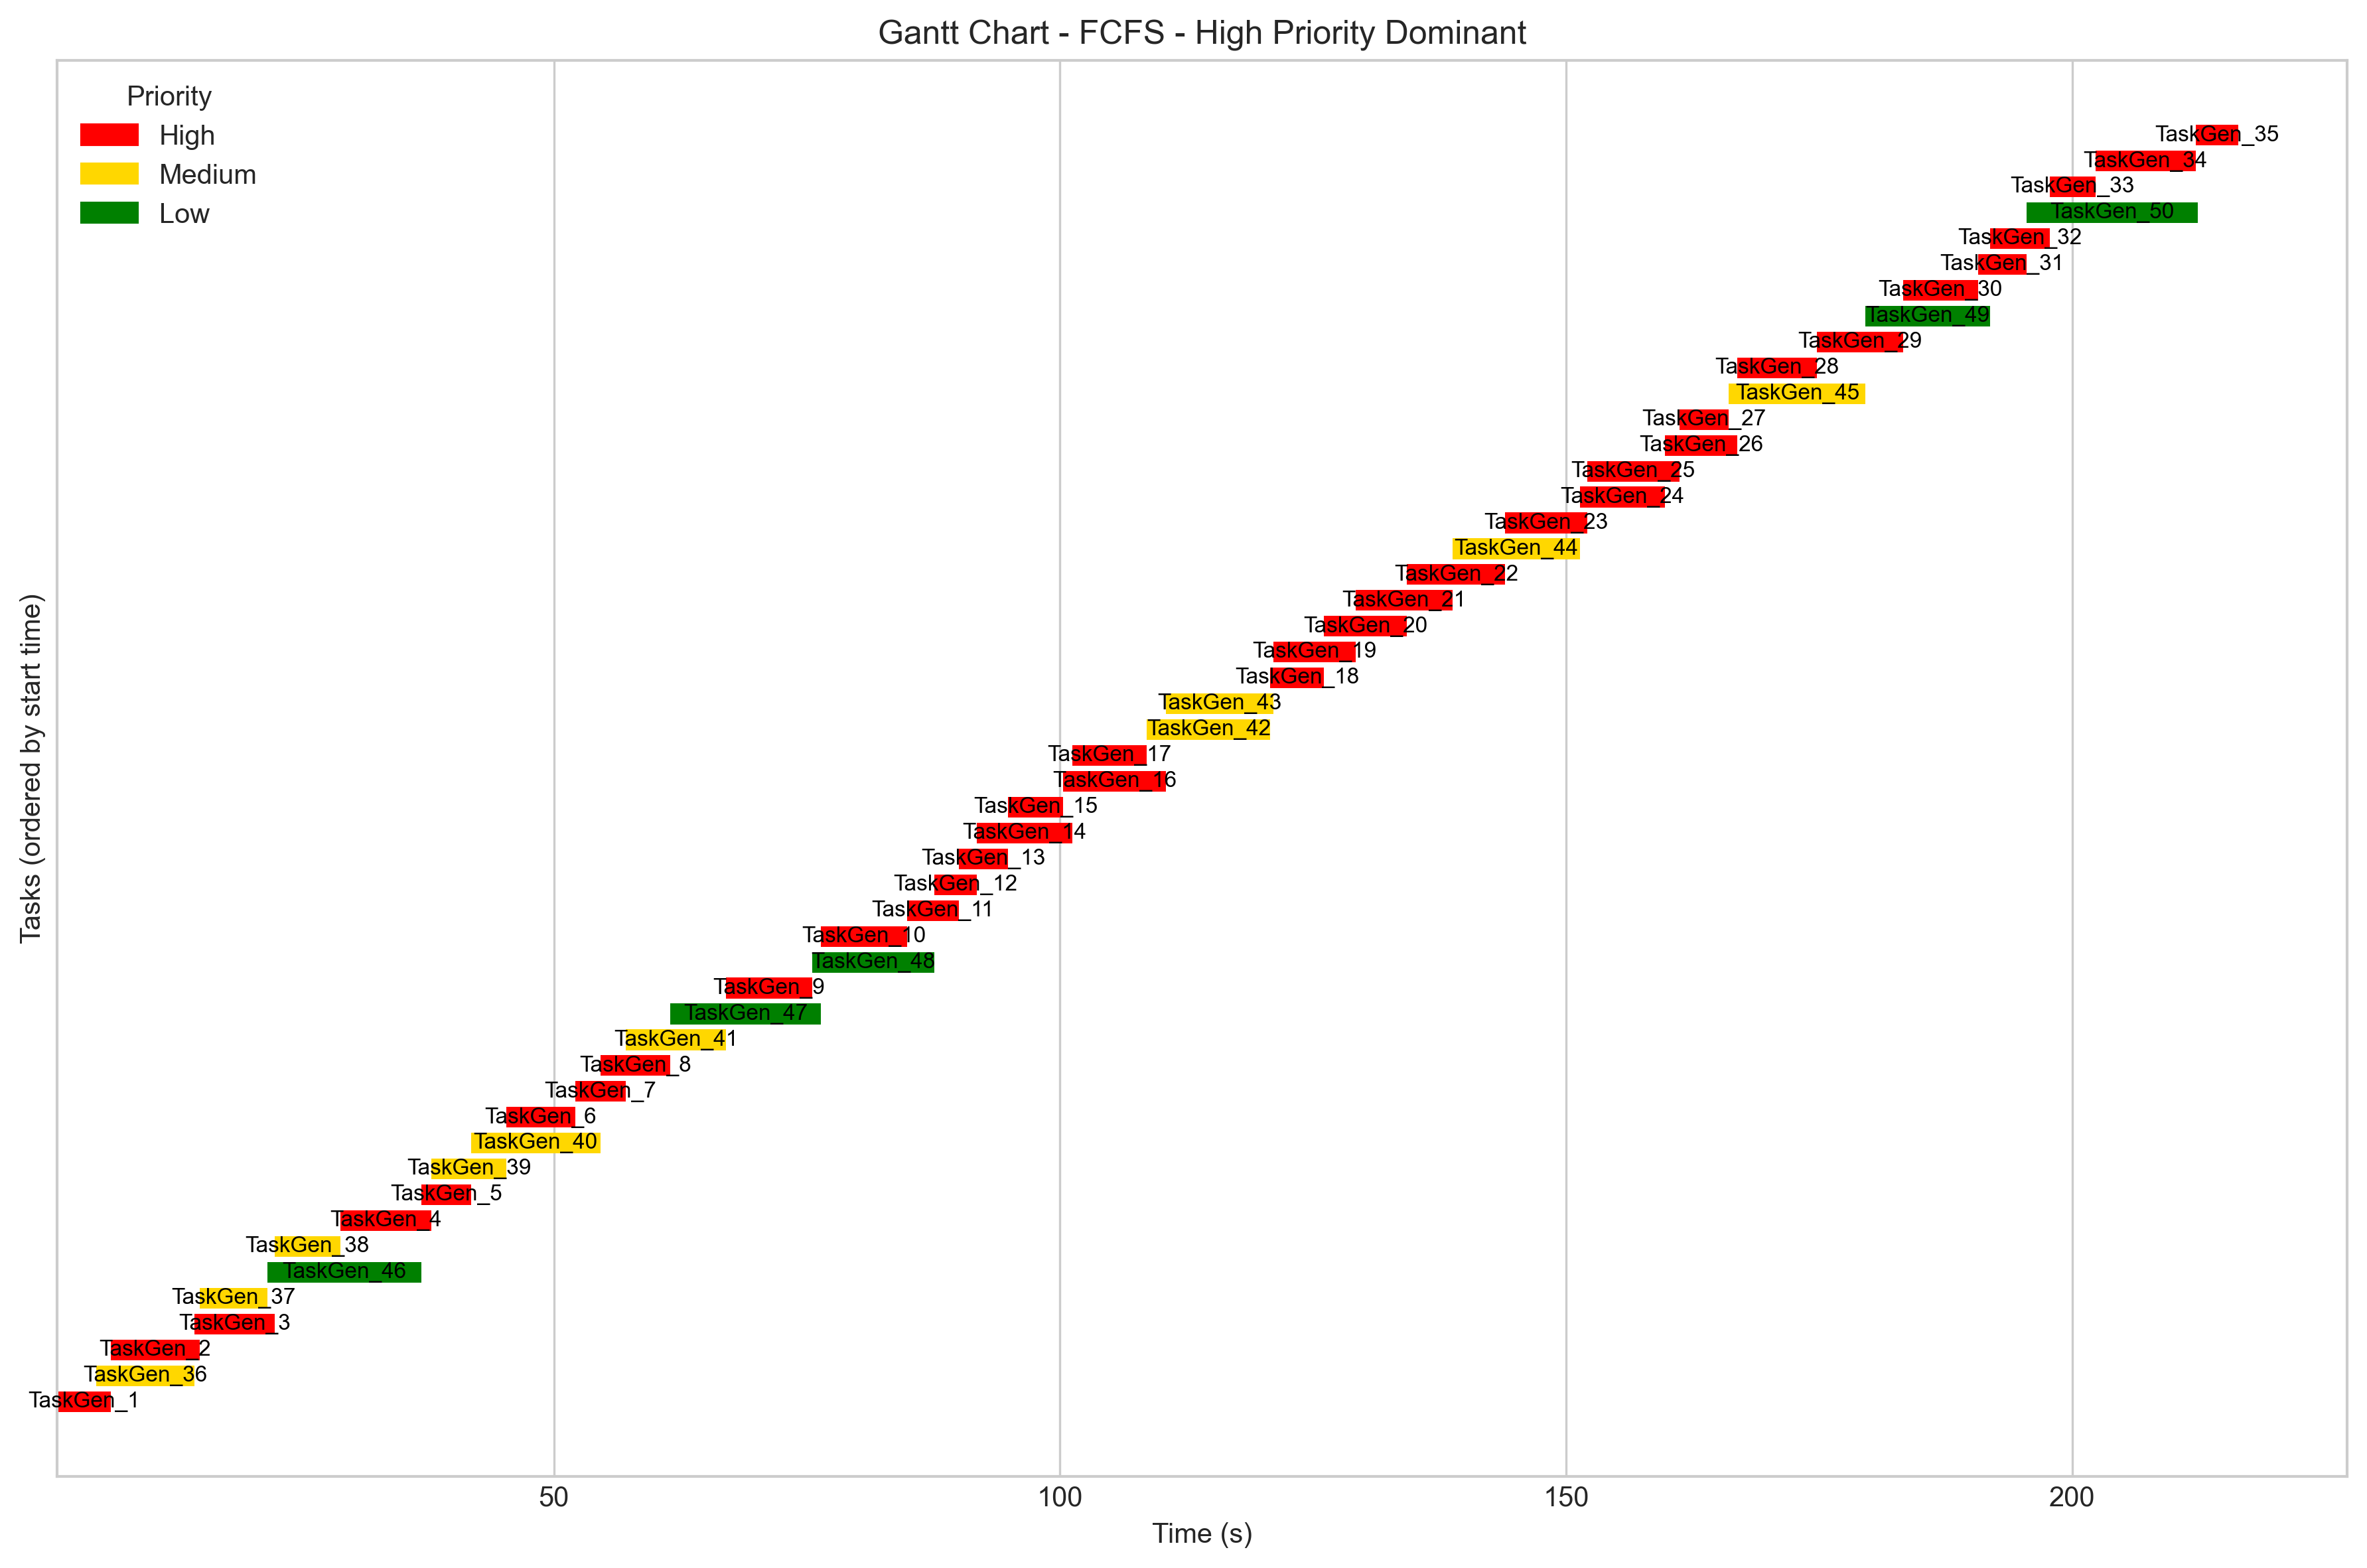 Gantt Chart - FCFS - High Priority Dominant
Priority
High
Medium
Low
TaskGen_35
TaskGen_34
TaskGen_33
TaskGen_50
TaskGen_32
TaskGen_31
TaskGen_30
TaskGen_49
TaskGen_29
TaskGen_28
TaskGen_45
TaskGen_27
TaskGen_26
TaskGen_25
TaskGen_24
TaskGen_23
TaskGen_44
TaskGen_22
TaskGen_21
TaskGen_20
TaskGen_19
TaskGen_18
TaskGen_43
TaskGen_42
TaskGen_17
TaskGen_16
TaskGen_15
TaskGen_14
TaskGen_13
TaskGen_12
TaskGen_11
TaskGen_10
TaskGen_48
TaskGen_9
TaskGen_47
TaskGen_41
TaskGen_8
TaskGen_7
TaskGen_6
TaskGen_40
TaskGen_39
TaskGen_5
TaskGen_4
TaskGen_38
TaskGen_46
TaskGen_37
TaskGen_3
TaskGen_2
TaskGen_36
TaskGen_1
Tasks (ordered by start time)
50 100 150 200
Time (s)